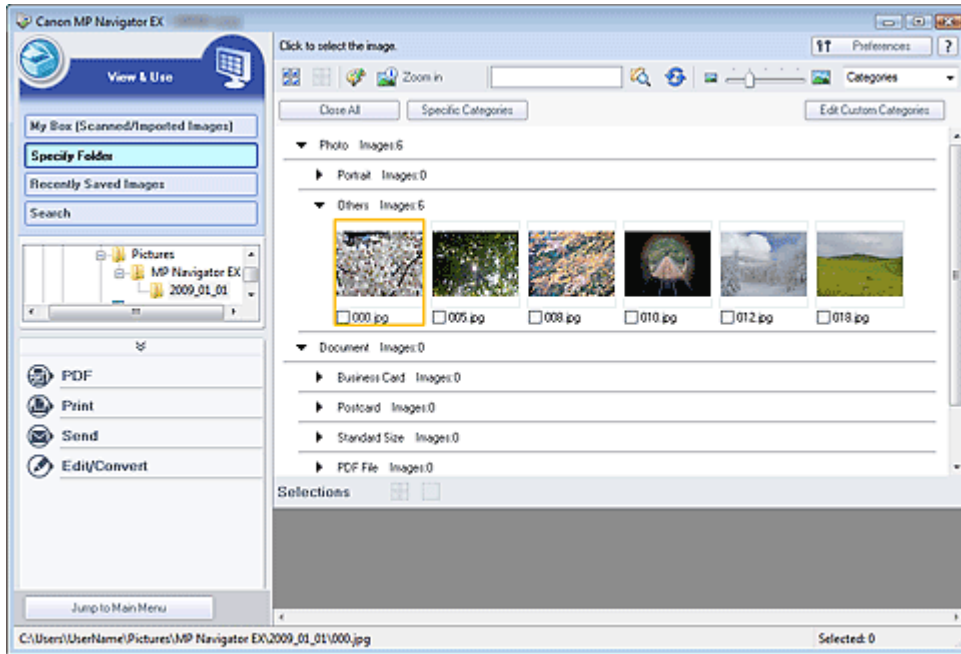 Canon MP Navigator EX
View & Use
My Box (Scanned/Imported Images)
Specify Folder
Recently Saved Images
Search
Pictures
MP Navigator EX
2009_01_01
PDF
Print
Send
Edit/Convert
Jump to Main Menu
Click to select the image.
Preferences
?
Zoom in
Categories
Close All
Specific Categories
Edit Custom Categories
Photo Images:6
Portrait Images:0
Others Images:6
000.jpg
005.jpg
008.jpg
010.jpg
012.jpg
018.jpg
Document Images:0
Business Card Images:0
Postcard Images:0
Standard Size Images:0
PDF File Images:0
Selections
C:\Users\UserName\Pictures\MP Navigator EX\2009_01_01\000.jpg
Selected: 0